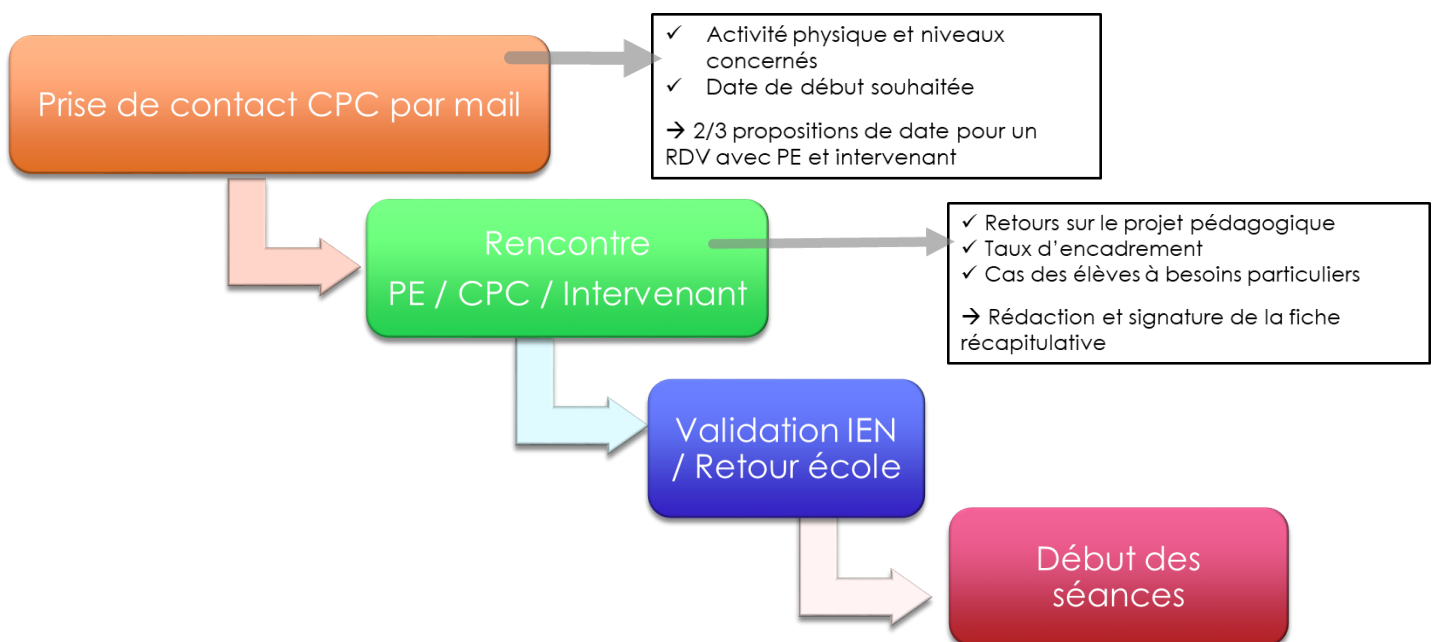 Prise de contact CPC par mail
✓ Activité physique et niveaux
concernés
✓ Date de début souhaitée
→ 2/3 propositions de date pour un
RDV avec PE et intervenant
Rencontre
PE / CPC / Intervenant
✓ Retours sur le projet pédagogique
✓ Taux d’encadrement
✓ Cas des élèves à besoins particuliers
→ Rédaction et signature de la fiche
récapitulative
Validation IEN
/ Retour école
Début des
séances